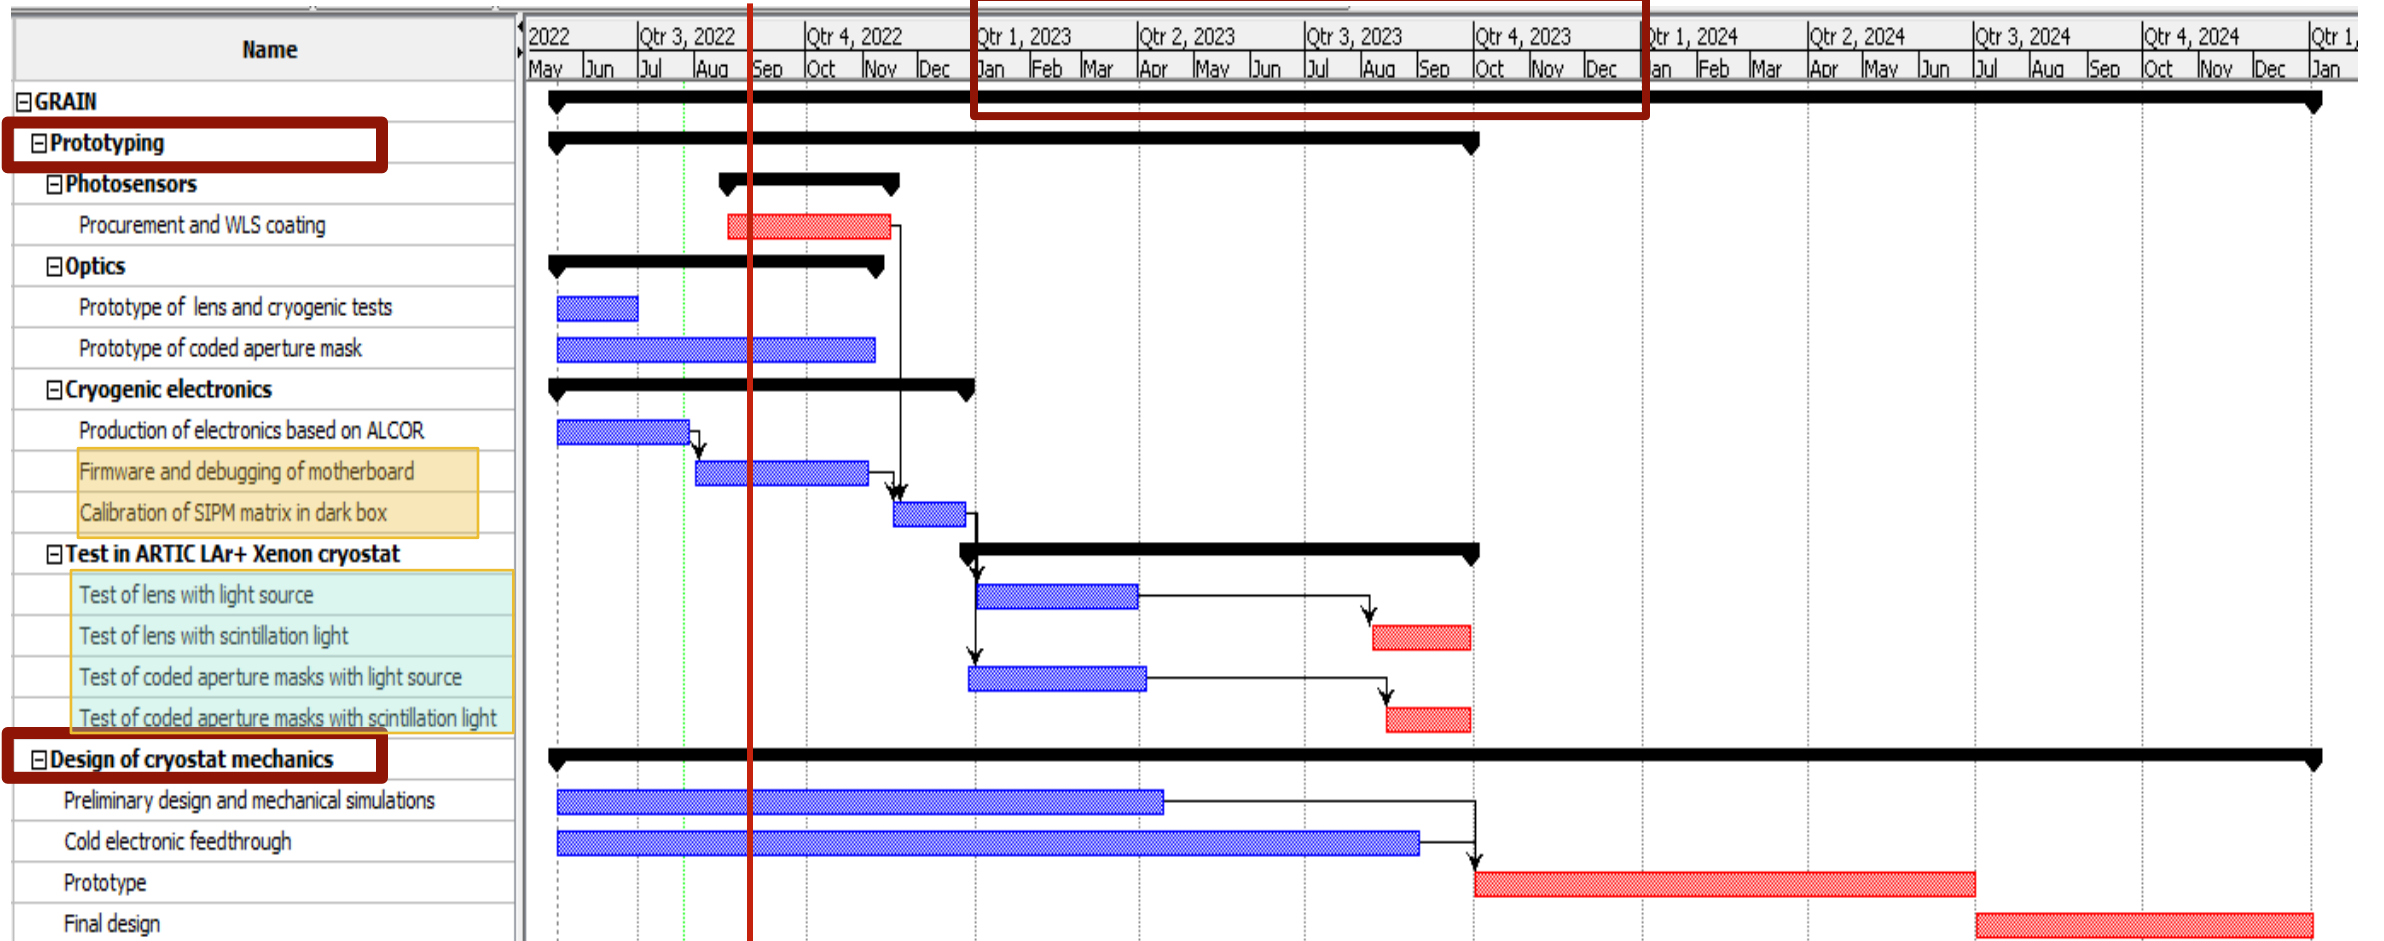 Name
2022 Qtr 3, 2022 Qtr 4, 2022 Qtr 1, 2023 Qtr 2, 2023 Qtr 3, 2023 Qtr 4, 2023 Qtr 1, 2024 Qtr 2, 2024 Qtr 3, 2024 Qtr 4, 2024 Qtr 1,
May Jun Jul Aug Sep Oct Nov Dec Jan Feb Mar Apr May Jun Jul Aug Sep Oct Nov Dec Jan Feb Mar Apr May Jun Jul Aug Sep Oct Nov Dec Jan
GRAIN
Prototyping
Photosensors
Procurement and WLS coating
Optics
Prototype of lens and cryogenic tests
Prototype of coded aperture mask
Cryogenic electronics
Production of electronics based on ALCOR
Firmware and debugging of motherboard
Calibration of SIPM matrix in dark box
Test in ARTIC LAr+ Xenon cryostat
Test of lens with light source
Test of lens with scintillation light
Test of coded aperture masks with light source
Test of coded aperture masks with scintillation light
Design of cryostat mechanics
Preliminary design and mechanical simulations
Cold electronic feedthrough
Prototype
Final design